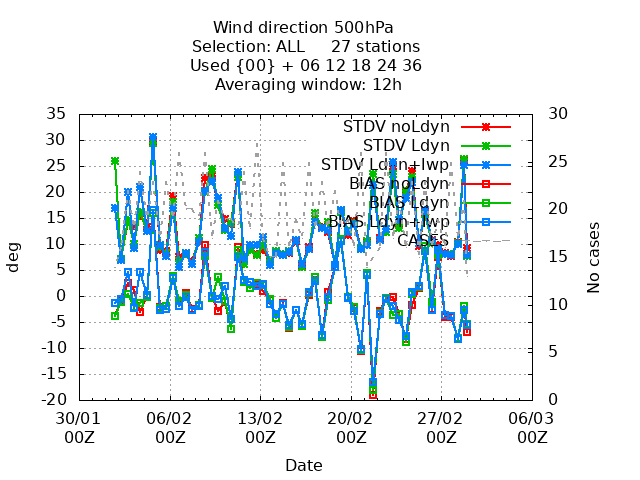 Wind direction 500hPa
Selection: ALL 27 stations
Used {00} + 06 12 18 24 36
Averaging window: 12h
35
30
25
20
15
10
5
0
-5
-10
-15
-20
deg
STDV noLdyn
STDV Ldyn
STDV Ldyn+lwp
BIAS noLdyn
BIAS Ldyn
BIAS Ldyn+lwp
CASES
30
25
20
15
10
5
0
No cases
30/01 06/02 13/02 20/02 27/02 06/03
00Z 00Z 00Z 00Z 00Z 00Z
Date